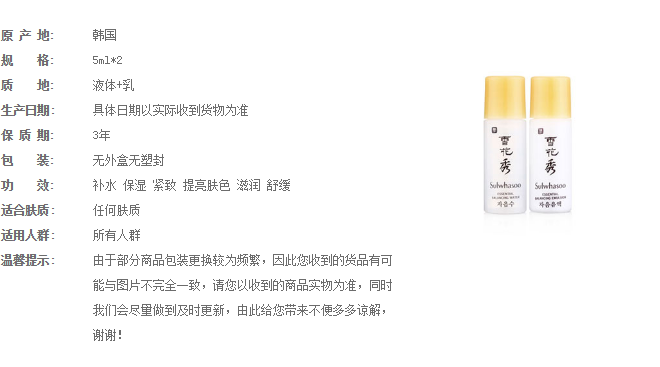 原 产 地: 韩国
规 格: 5ml*2
质 地: 液体+乳
生产日期: 具体日期以实际收到货物为准
保 质 期: 3年
包 装: 无外盒无塑封
功 效: 补水 保湿 紧致 提亮肤色 滋润 舒缓
适合肤质: 任何肤质
适用人群: 所有人群
温馨提示: 由于部分商品包装更换较为频繁，因此您收到的货品有可
能与图片不完全一致，请您以收到的商品实物为准，同时
我们会尽量做到及时更新，由此给您带来不便多多谅解，
谢谢！
雪花秀
Sulwhasoo
ESSENTIAL
BALANCING WATER
자음수
雪花秀
Sulwhasoo
ESSENTIAL
BALANCING EMULSION
자음유액